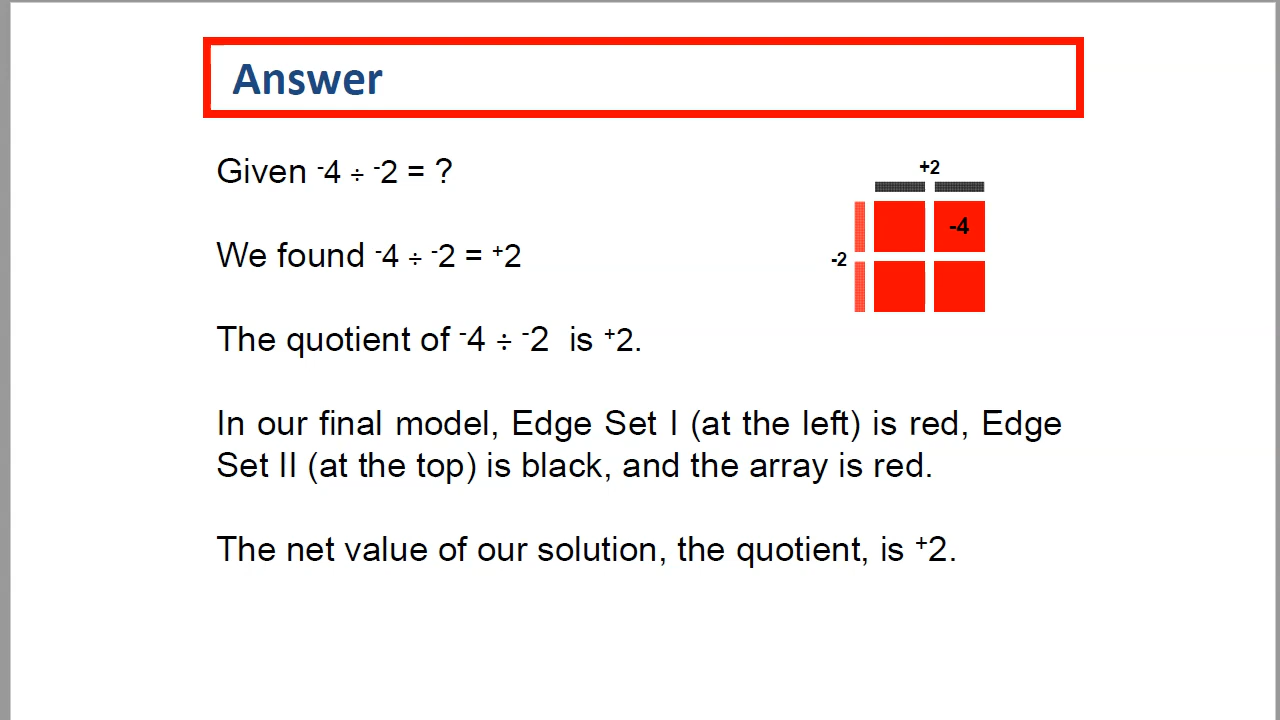 Answer
Given ⁻4 ÷ ⁻2 = ?
+2
-4
-2
We found ⁻4 ÷ ⁻2 = ⁺2
The quotient of ⁻4 ÷ ⁻2 is ⁺2.
In our final model, Edge Set I (at the left) is red, Edge
Set II (at the top) is black, and the array is red.
The net value of our solution, the quotient, is ⁺2.